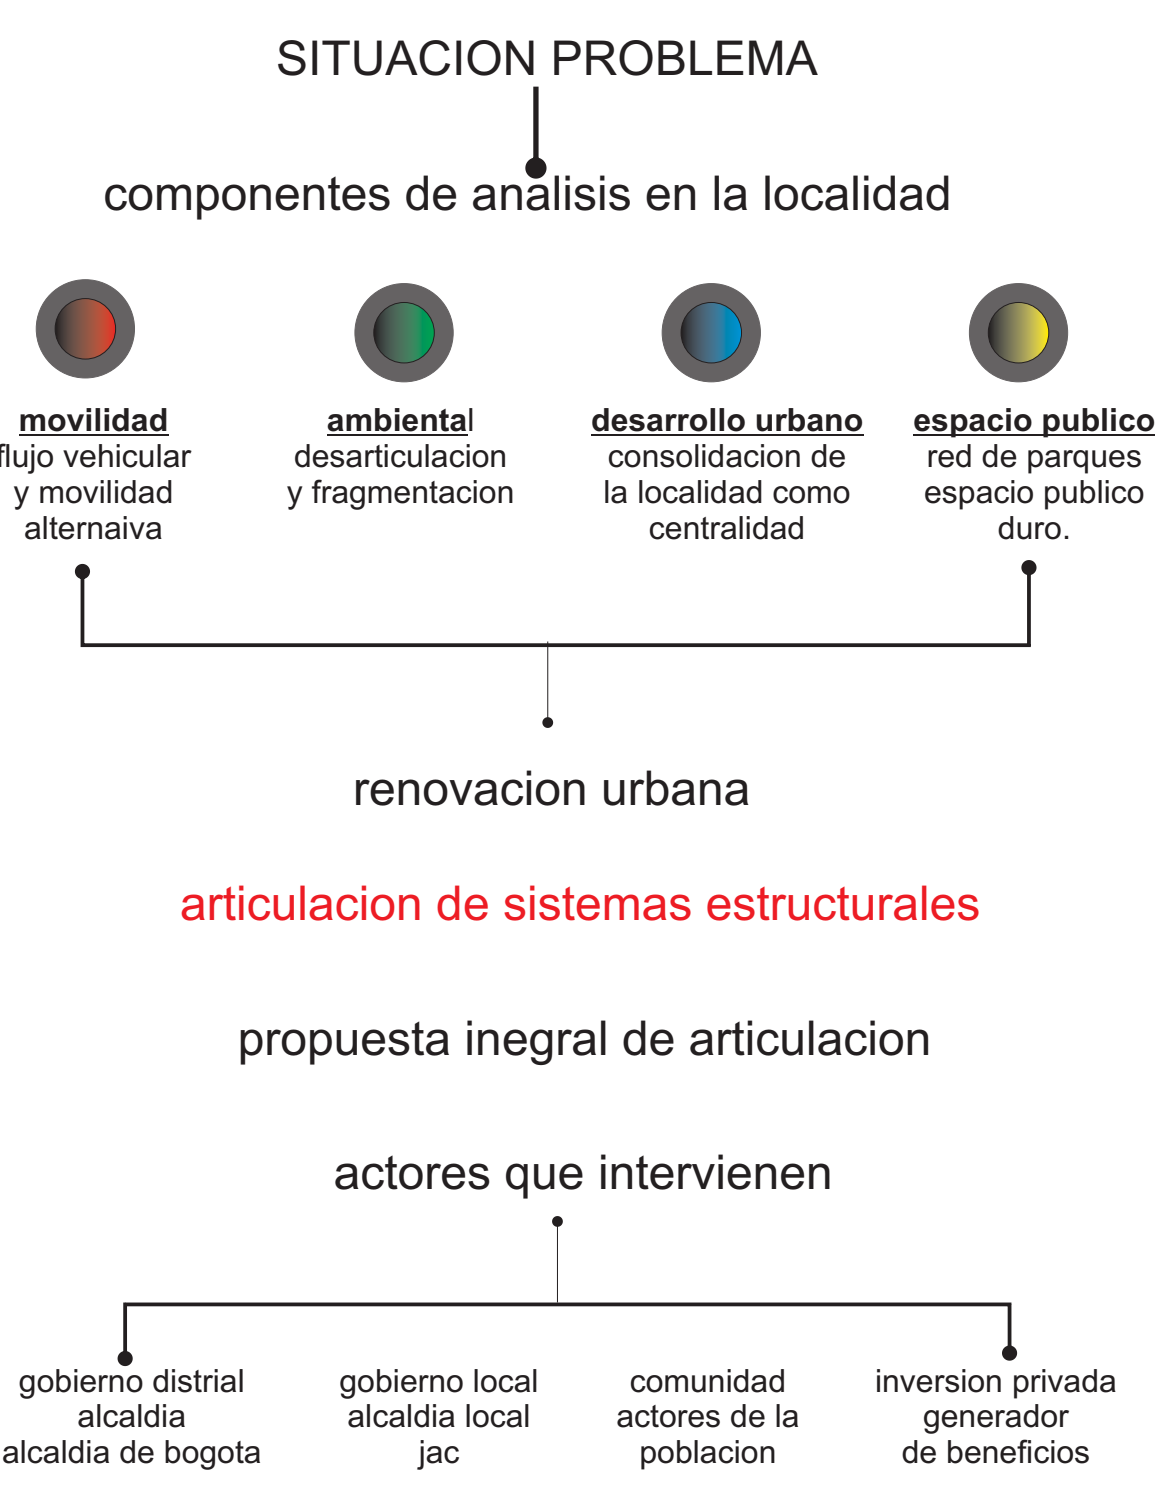 SITUACION PROBLEMA
componentes de analisis en la localidad
movilidad
flujo vehicular
y movilidad
alternaiva
ambiental
desarticulacion
y fragmentacion
desarrollo urbano
consolidacion de
la localidad como
centralidad
espacio publico
red de parques
espacio publico
duro.
renovacion urbana
articulacion de sistemas estructurales
propuesta inegral de articulacion
actores que intervienen
gobierno distrial
alcaldia
alcaldia de bogota
gobierno local
alcaldia local
jac
comunidad
actores de la
poblacion
inversion privada
generador
de beneficios